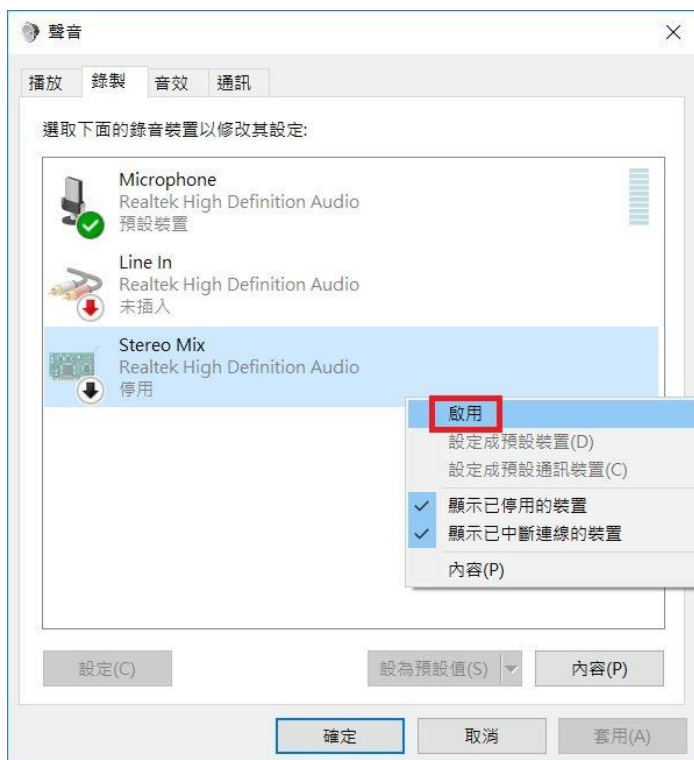 聲音
播放 錄製 音效 通訊
選取下面的錄音裝置以修改其設定:
Microphone
Realtek High Definition Audio
預設裝置
Line In
Realtek High Definition Audio
未插入
Stereo Mix
Realtek High Definition Audio
停用
啟用
設定成預設裝置(D)
設定成預設通訊裝置(C)
顯示已停用的裝置
顯示已中斷連線的裝置
內容(P)
設定(C) 設為預設值(S) 內容(P)
確定 取消 套用(A)